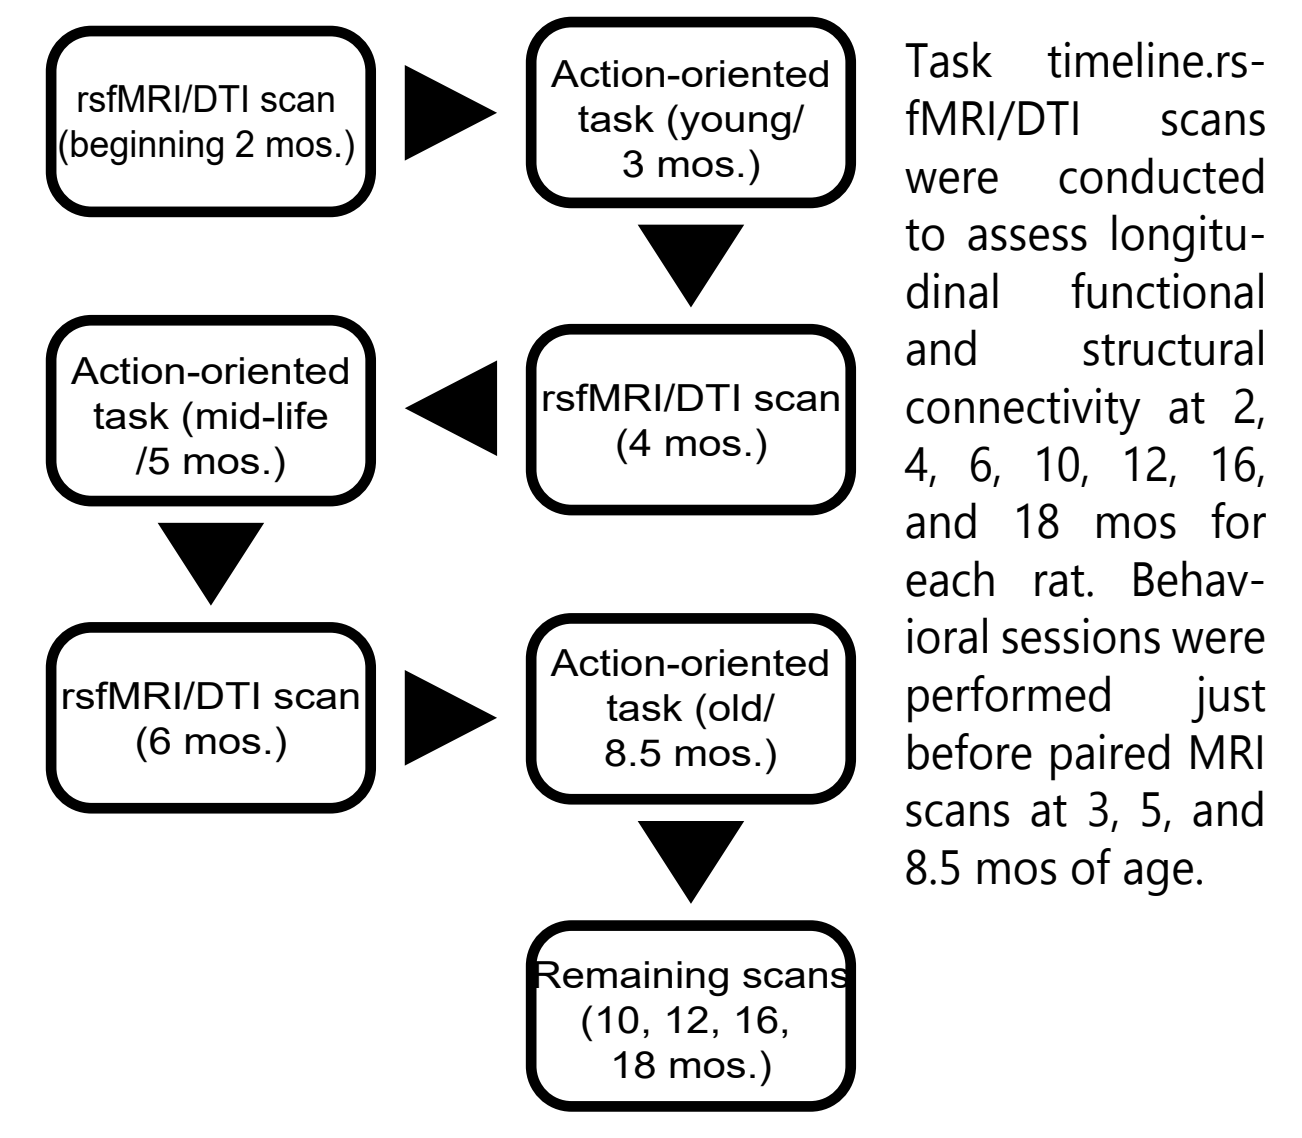 rsfMRI/DTI scan
(beginning 2 mos.)
Action-oriented
task (young/
3 mos.)
rsfMRI/DTI scan
(4 mos.)
Action-oriented
task (mid-life
/5 mos.)
rsfMRI/DTI scan
(6 mos.)
Action-oriented
task (old/
8.5 mos.)
Remaining scans
(10, 12, 16,
18 mos.)
Task timeline.rs-
fMRI/DTI scans
were conducted
to assess longitu-
dinal functional
and structural
connectivity at 2,
4, 6, 10, 12, 16,
and 18 mos for
each rat. Behav-
ioral sessions were
performed just
before paired MRI
scans at 3, 5, and
8.5 mos of age.